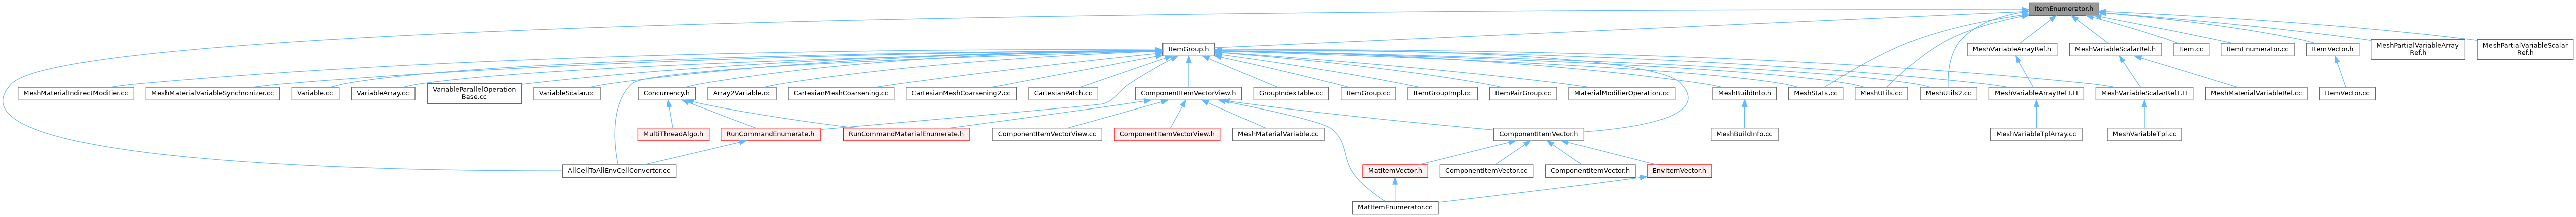 ItemEnumerator.h
ItemGroup.h
MeshVariableArrayRef.h
MeshVariableScalarRef.h
Item.cc
ItemEnumerator.cc
ItemVector.h
MeshPartialVariableArray
Ref.h
MeshPartialVariableScalar
Ref.h
MeshMaterialIndirectModifier.cc
MeshMaterialVariableSynchronizer.cc
Variable.cc
VariableArray.cc
VariableParallelOperation
Base.cc
VariableScalar.cc
Concurrency.h
Array2Variable.cc
CartesianMeshCoarsening.cc
CartesianMeshCoarsening2.cc
CartesianPatch.cc
ComponentItemVectorView.h
GroupIndexTable.cc
ItemGroup.cc
ItemGroupImpl.cc
ItemPairGroup.cc
MaterialModifierOperation.cc
MeshBuildInfo.h
MeshStats.cc
MeshUtils.cc
MeshUtils2.cc
MeshVariableArrayRefT.H
MeshVariableScalarRefT.H
MeshMaterialVariableRef.cc
ItemVector.cc
MultiThreadAlgo.h
RunCommandEnumerate.h
RunCommandMaterialEnumerate.h
ComponentItemVectorView.cc
ComponentItemVectorView.h
MeshMaterialVariable.cc
ComponentItemVector.h
MeshBuildInfo.cc
MeshVariableTplArray.cc
MeshVariableTpl.cc
AllCellToAllEnvCellConverter.cc
MatItemVector.h
ComponentItemVector.cc
ComponentItemVector.h
EnvItemVector.h
MatItemEnumerator.cc